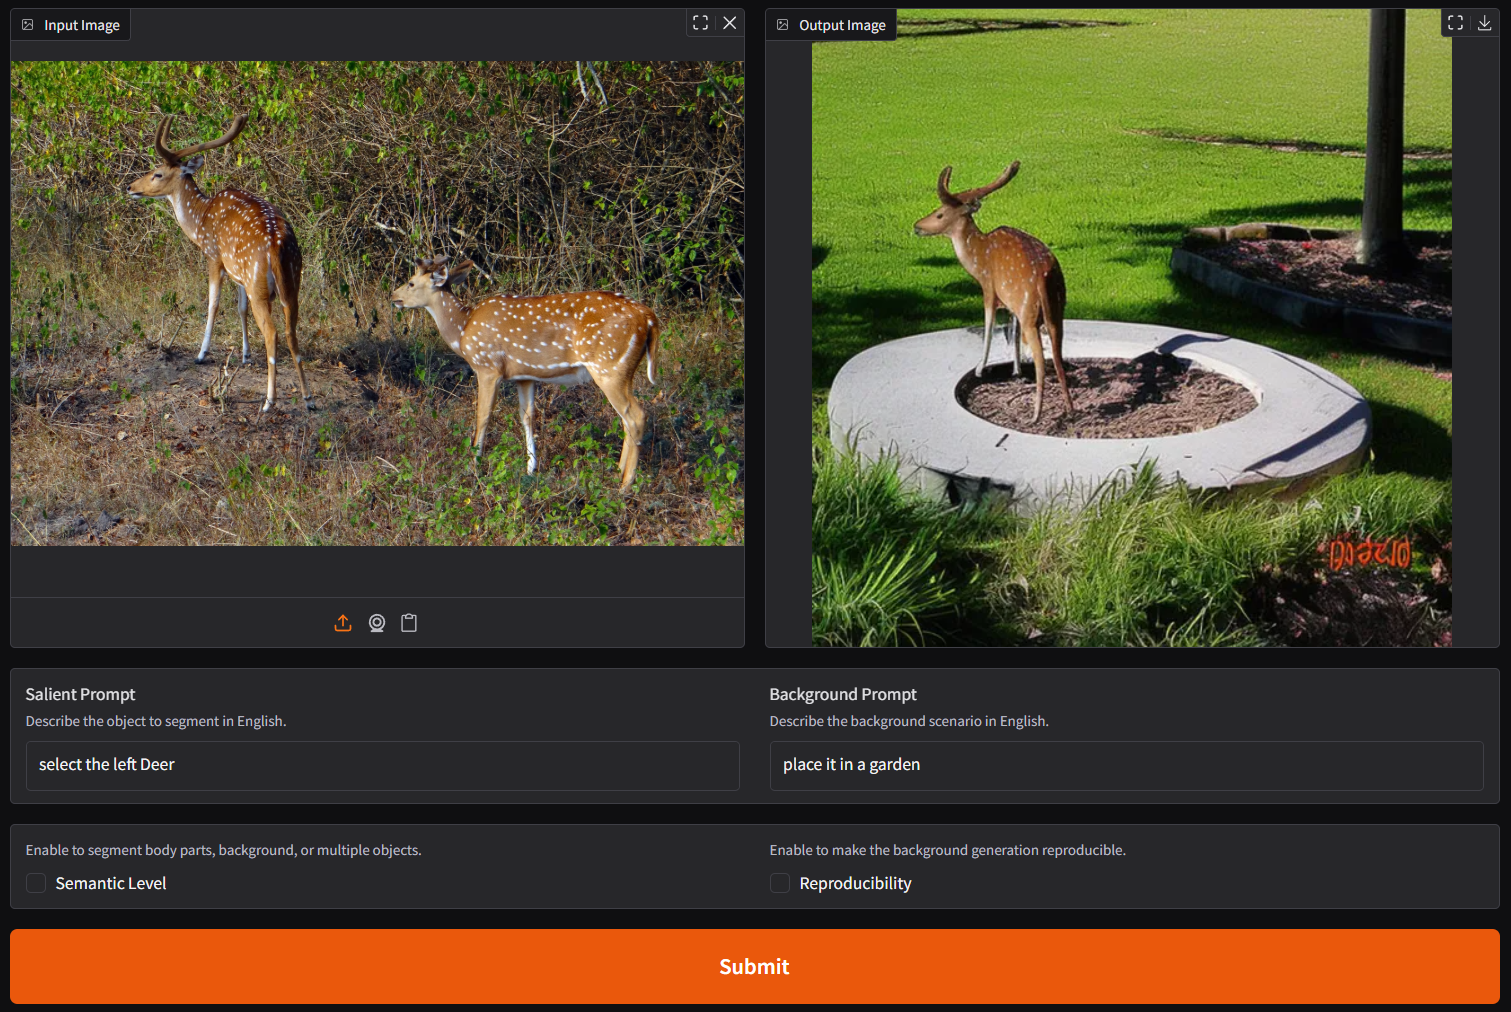 Input Image
Output Image
Salient Prompt
Describe the object to segment in English.
select the left Deer
Background Prompt
Describe the background scenario in English.
place it in a garden
Enable to segment body parts, background, or multiple objects.
Semantic Level
Enable to make the background generation reproducible.
Reproducibility
Submit